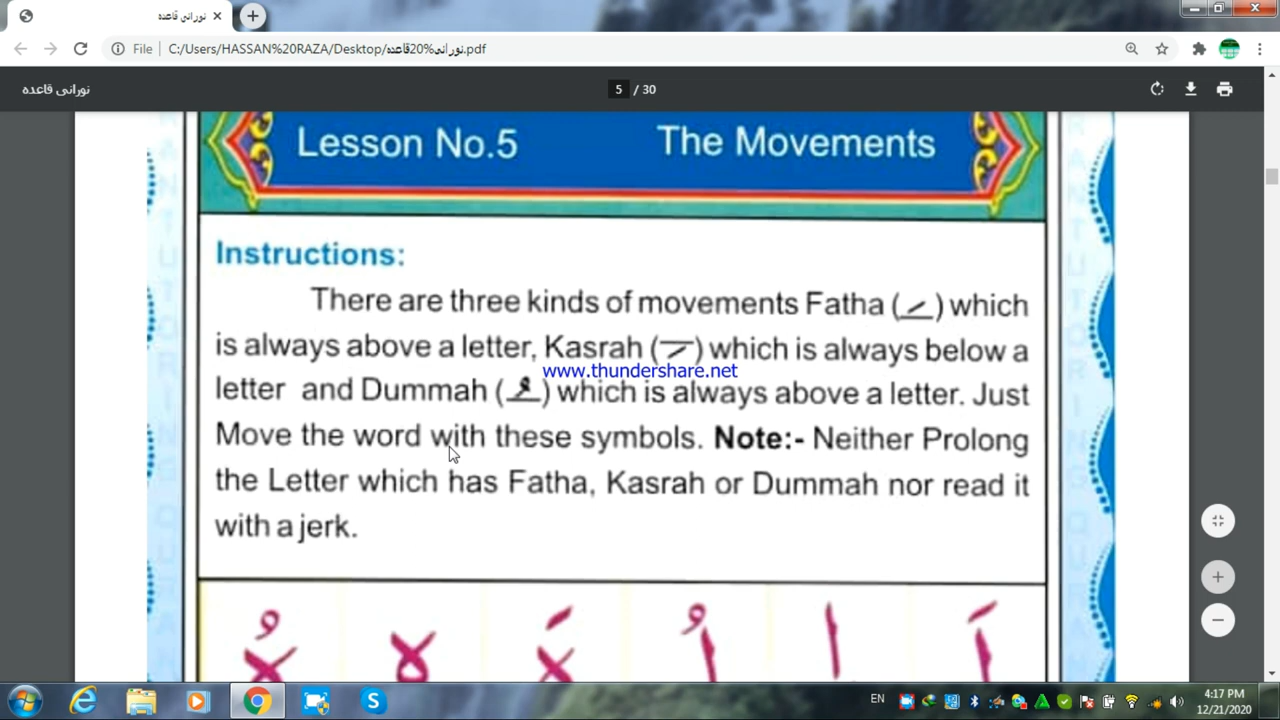 نورانی قاعدہ
File
C:/Users/HASSAN%20RAZA/Desktop/نورانی%20قاعدہ.pdf
نورانی قاعدہ
5 / 30
Lesson No.5 The Movements
Instructions:
There are three kinds of movements Fatha (َ) which
is always above a letter, Kasrah (ِ) which is always below a
www.thundershare.net
letter and Dummah (ُ) which is always above a letter. Just
Move the word with these symbols. Note:- Neither Prolong
the Letter which has Fatha, Kasrah or Dummah nor read it
with a jerk.
EN
4:17 PM
12/21/2020